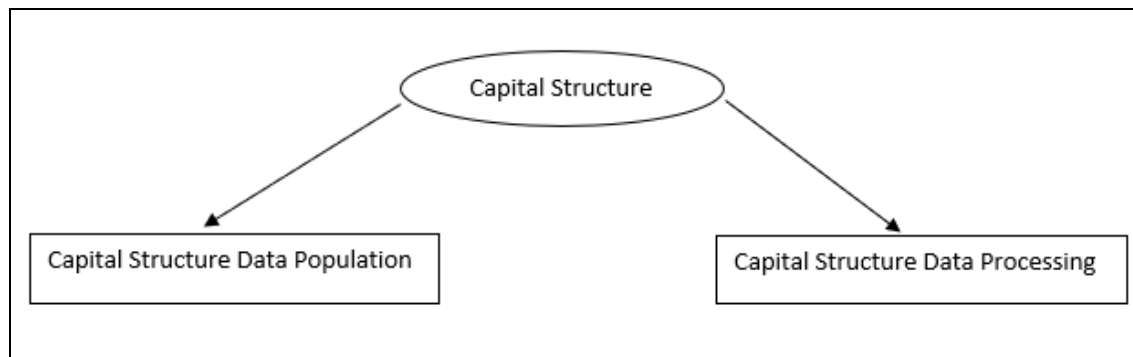 Capital Structure
Capital Structure Data Population
Capital Structure Data Processing